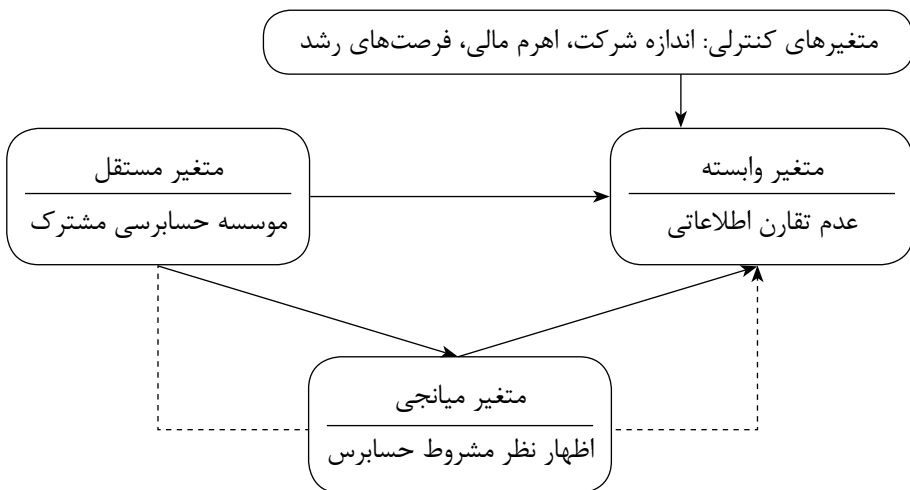 متغیرهای کنترلی: اندازه شرکت، اهرم مالی، فرصت‌های رشد
متغیر مستقل
موسسه حسابرسی مشترک
متغیر وابسته
عدم تقارن اطلاعاتی
متغیر میانجی
اظهار نظر مشروط حسابرس